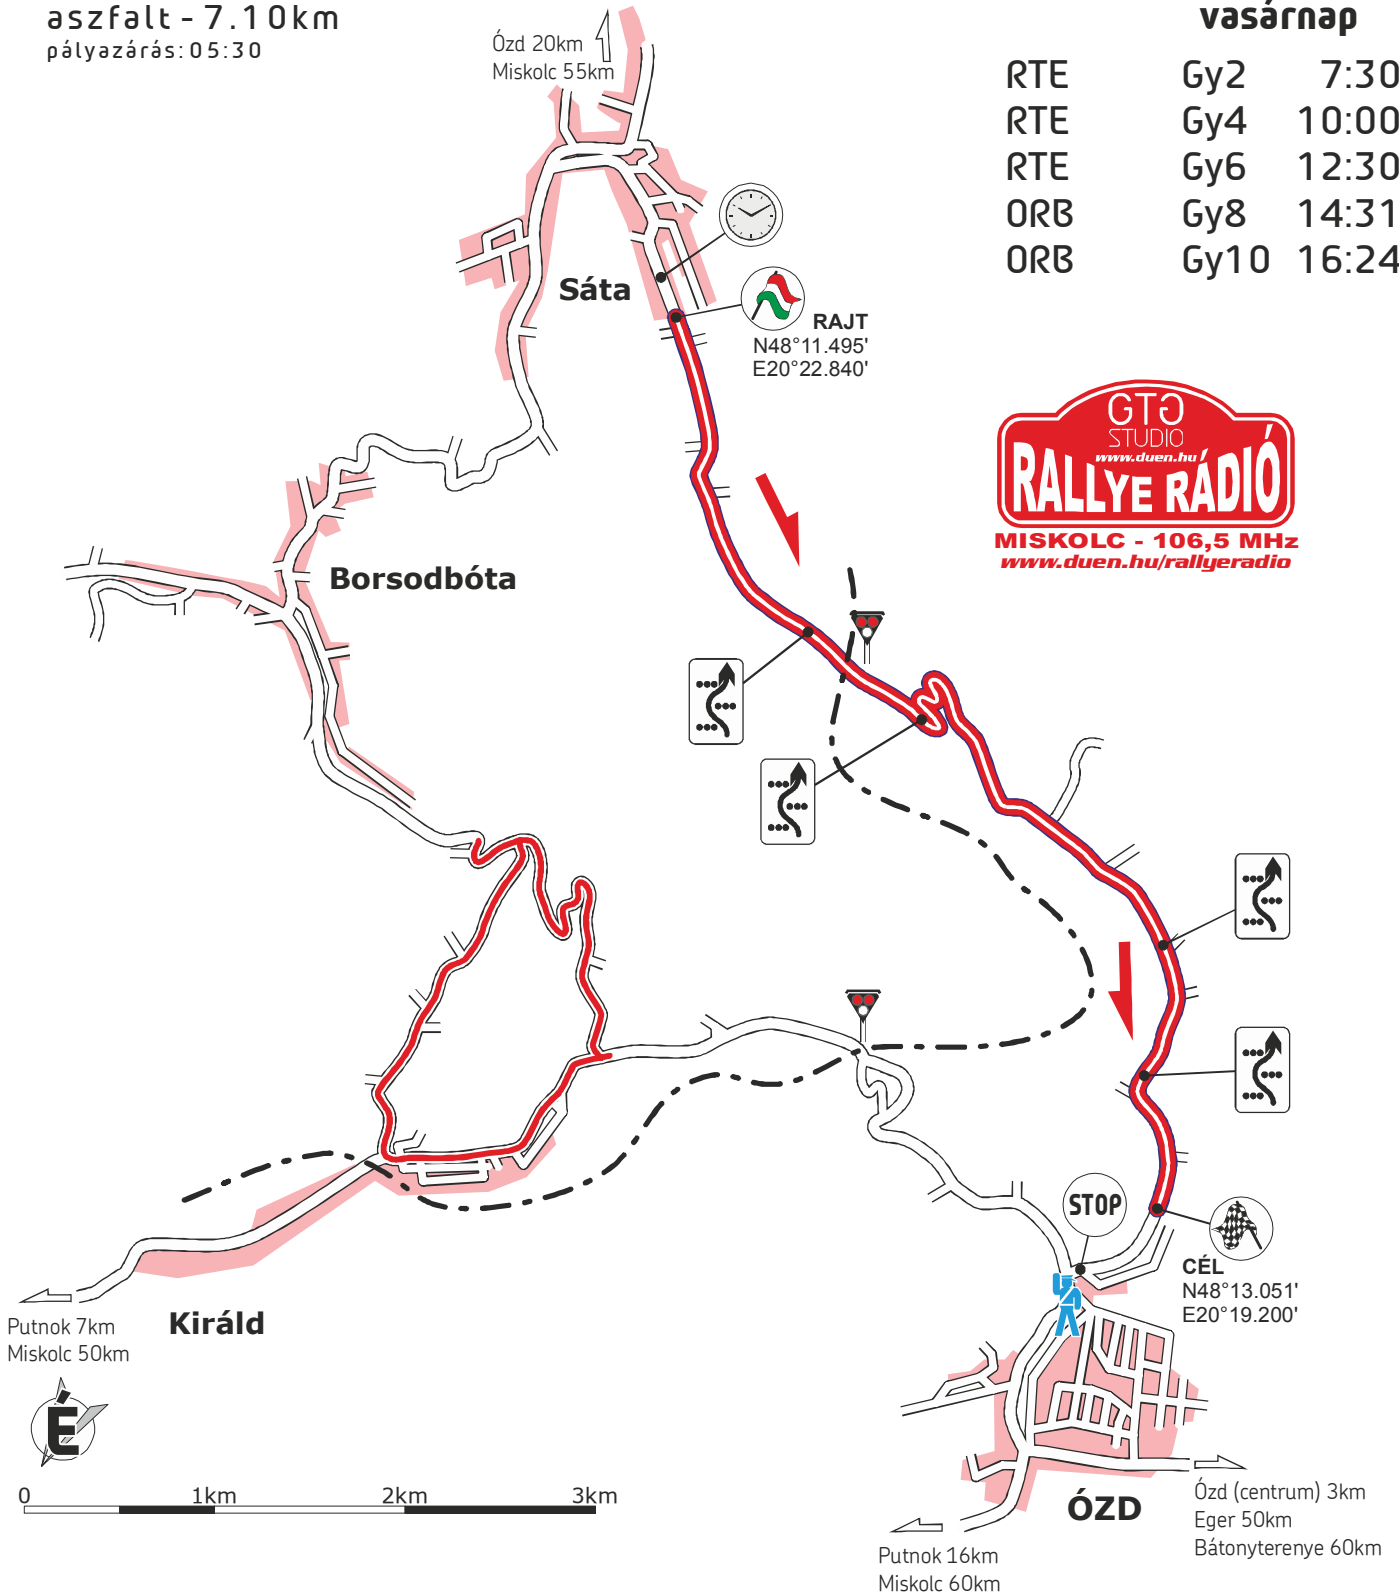 aszfalt - 7.10km
pályazárás: 05:30
vasárnap
RTE Gy2 7:30
RTE Gy4 10:00
RTE Gy6 12:30
ORB Gy8 14:31
ORB Gy10 16:24
Ózd 20km
Miskolc 55km
Sáta
RAJT
N48°11.495'
E20°22.840'
GTG
STUDIO
www.duen.hu
RALLYE RÁDIÓ
MISKOLC - 106,5 MHz
www.duen.hu/rallyeradio
Borsodbóta
STOP
CÉL
N48°13.051'
E20°19.200'
Királd
Putnok 7km
Miskolc 50km
É
0 1km 2km 3km
ÓZD
Ózd (centrum) 3km
Eger 50km
Bátonyterenye 60km
Putnok 16km
Miskolc 60km